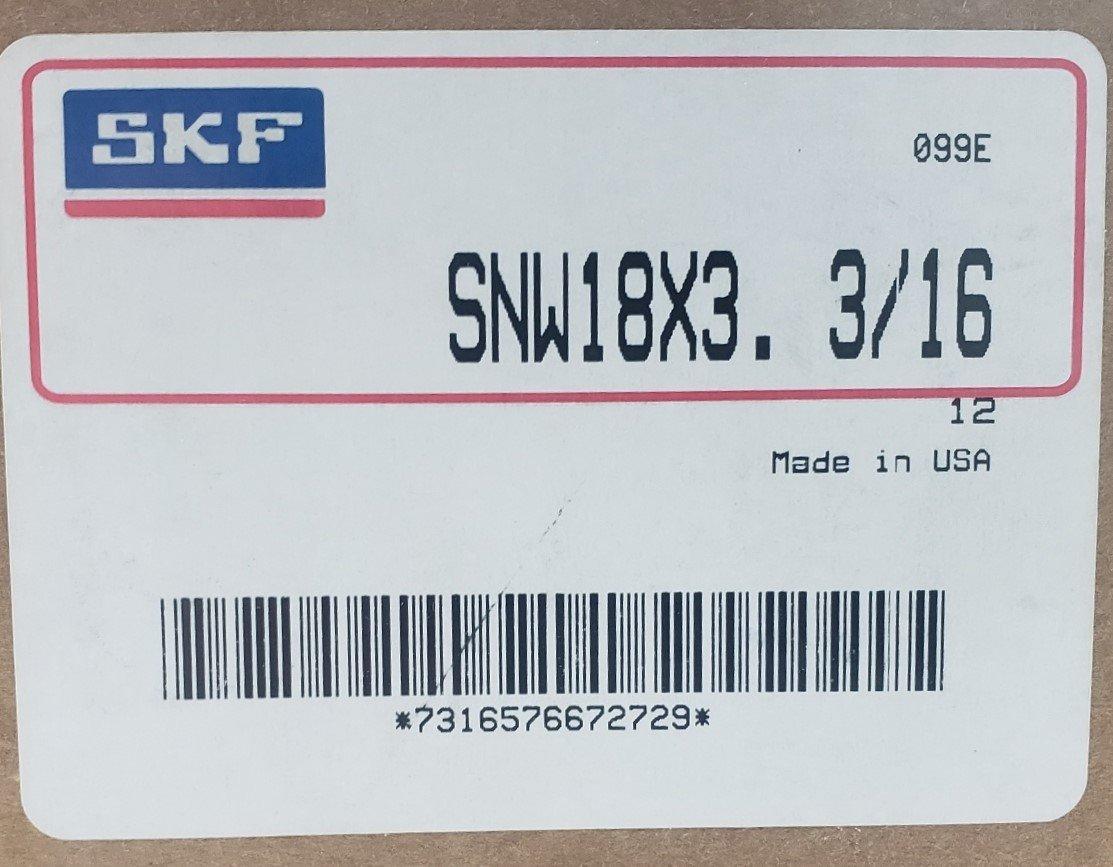 SKF
099E
SNW18X3. 3/16
12
Made in USA
*7316576672729*